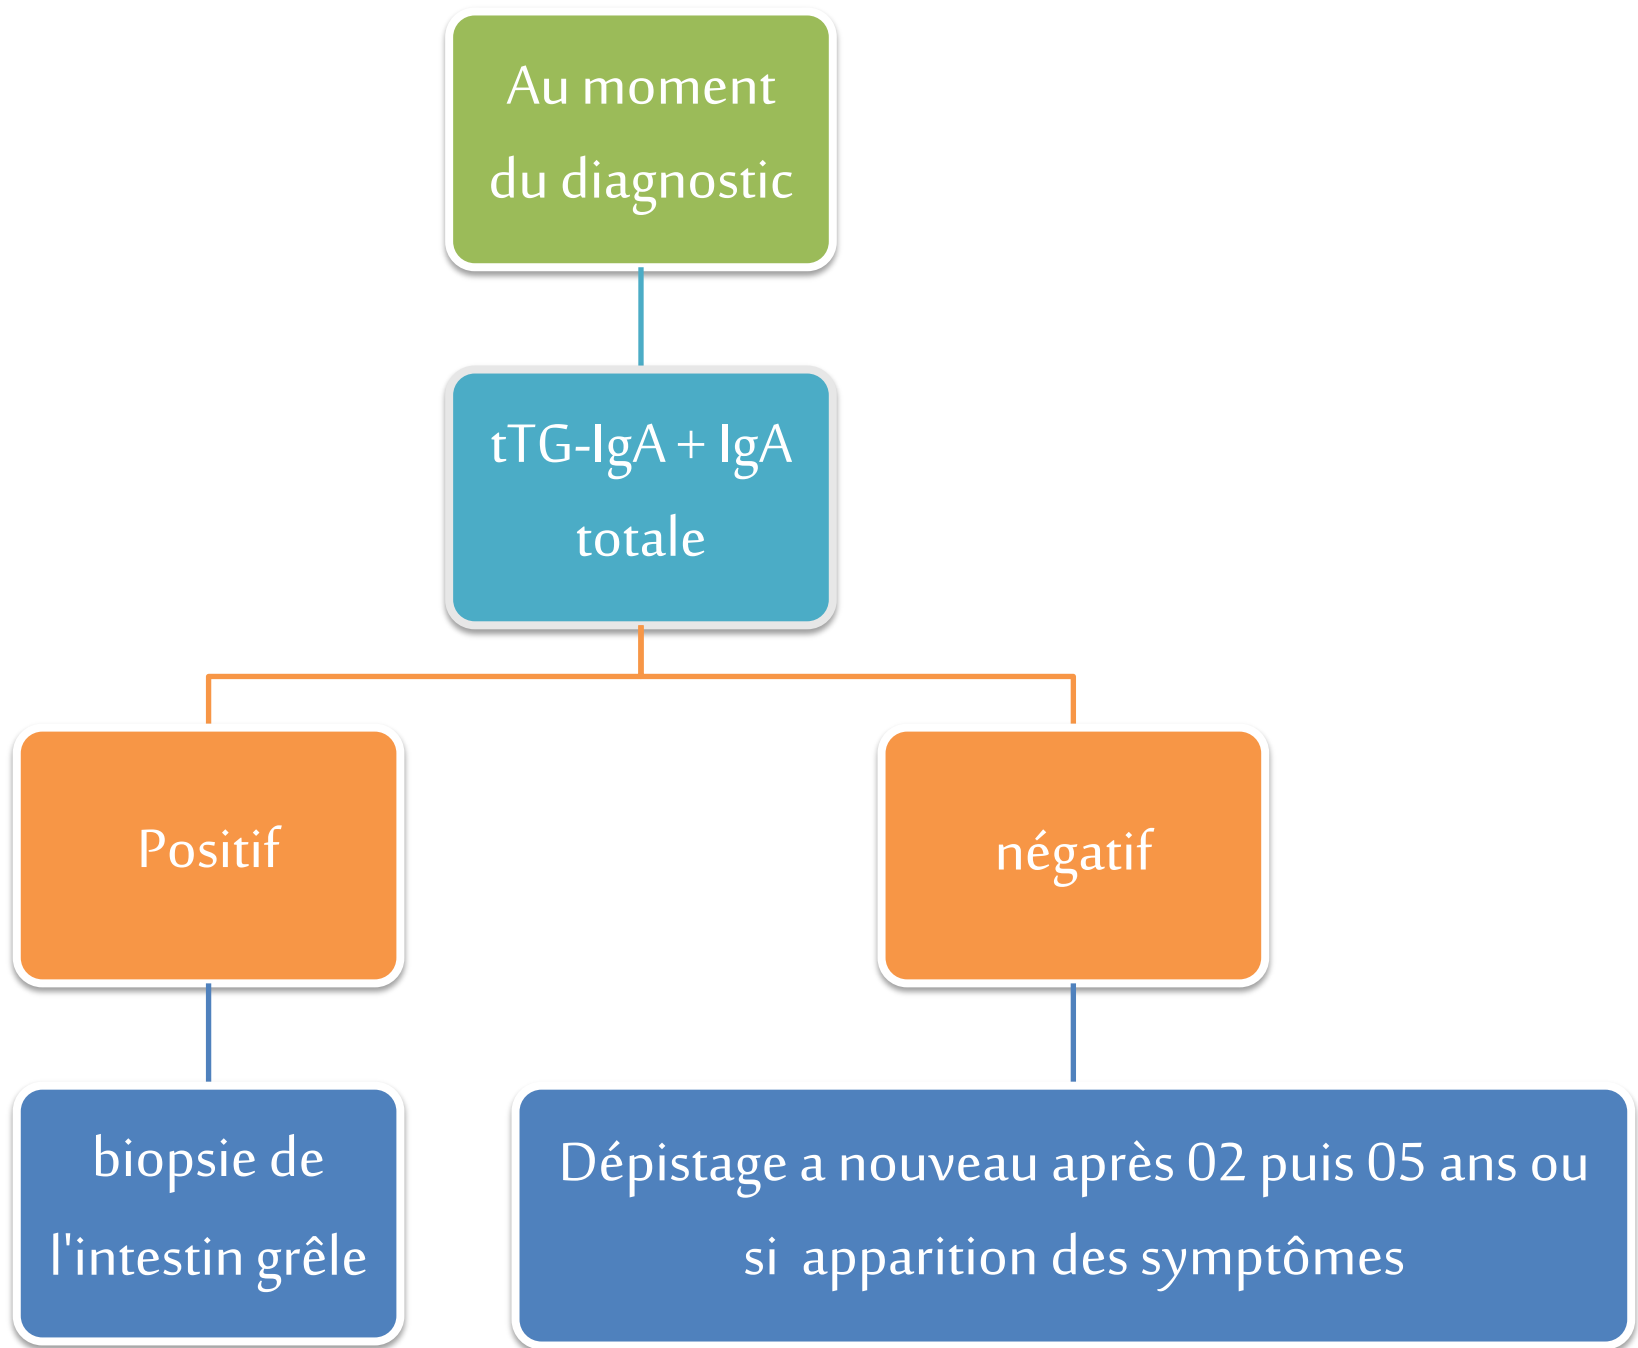 Au moment
du diagnostic
tTG-IgA + IgA
totale
Positif
négatif
biopsie de
l'intestin grêle
Dépistage a nouveau après 02 puis 05 ans ou
si apparition des symptômes